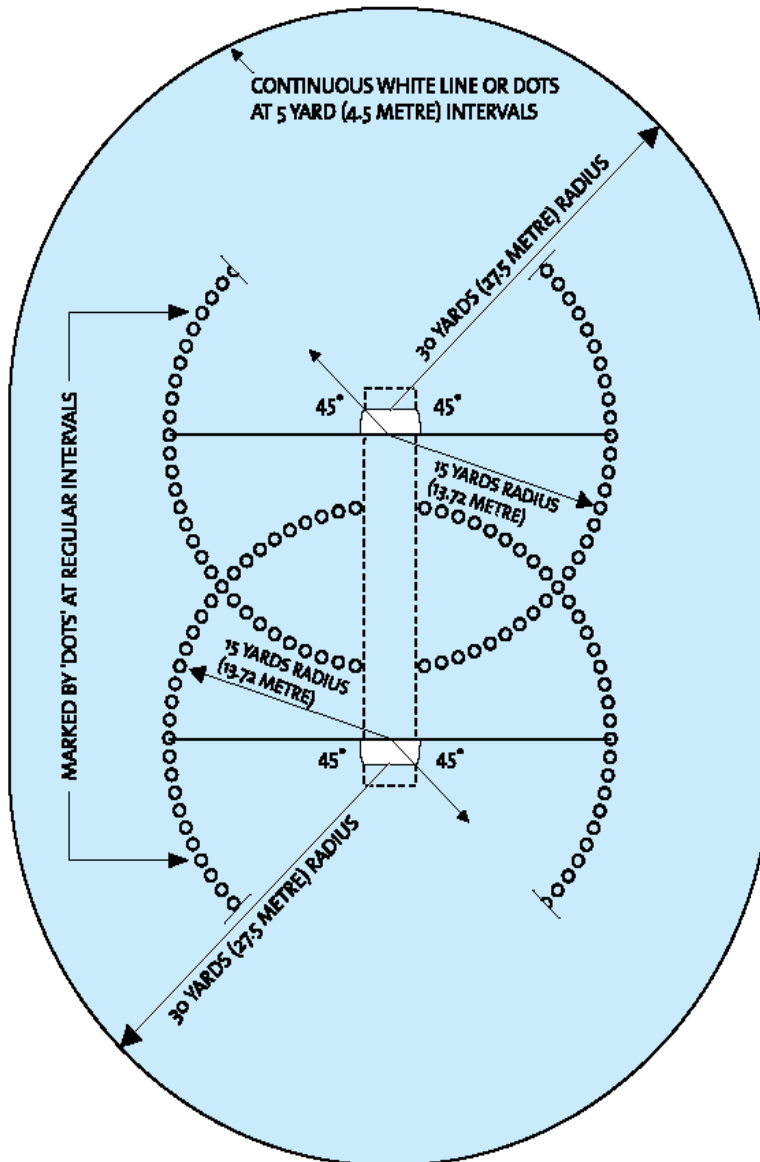 CONTINUOUS WHITE LINE OR DOTS
AT 5 YARD (4.5 METRE) INTERVALS
30 YARDS (27.5 METRE) RADIUS
MARKED BY 'DOTS' AT REGULAR INTERVALS
45°
45°
15 YARDS RADIUS
(13.72 METRE)
15 YARDS RADIUS
(13.72 METRE)
45°
45°
30 YARDS (27.5 METRE) RADIUS